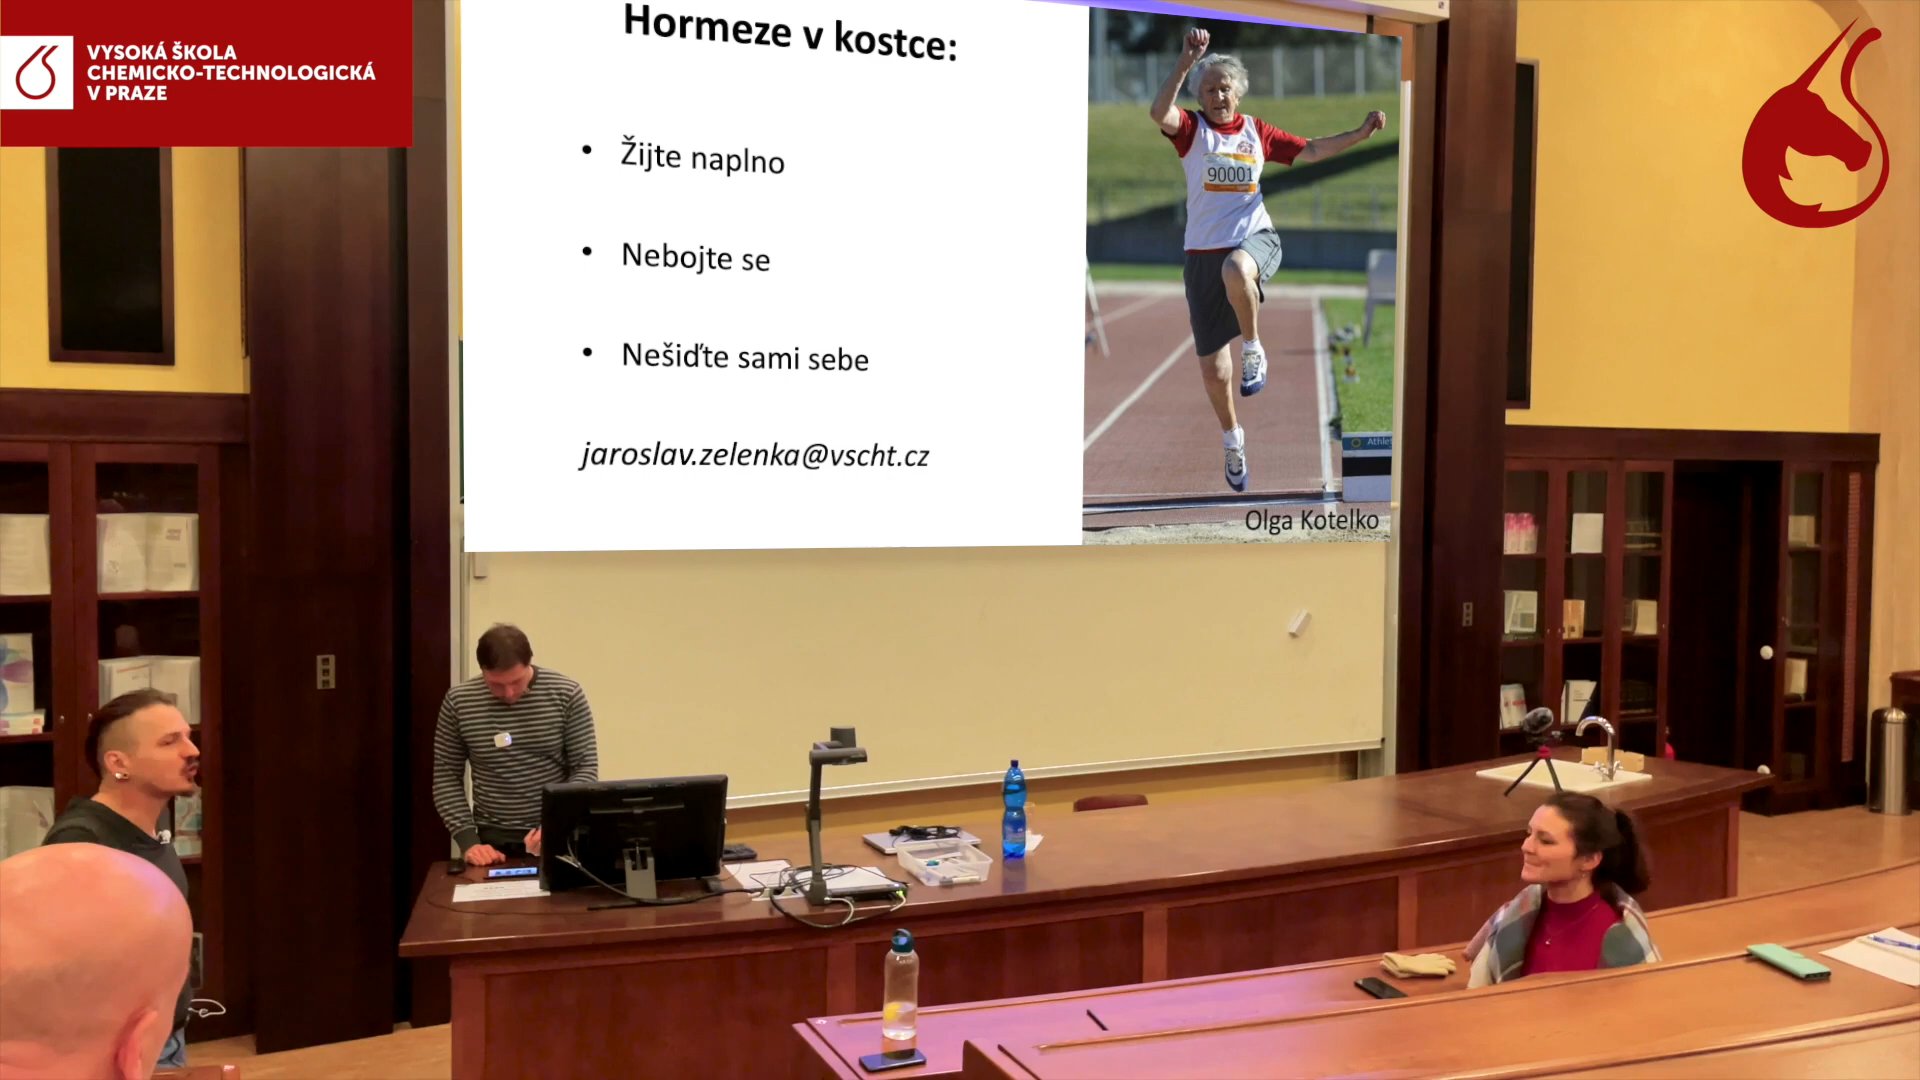 VYSOKÁ ŠKOLA
CHEMICKO-TECHNOLOGICKÁ
V PRAZE
Hormeze v kostce:
• Žijte naplno
• Nebojte se
• Nešiďte sami sebe
jaroslav.zelenka@vscht.cz
90001
Olga Kotelko